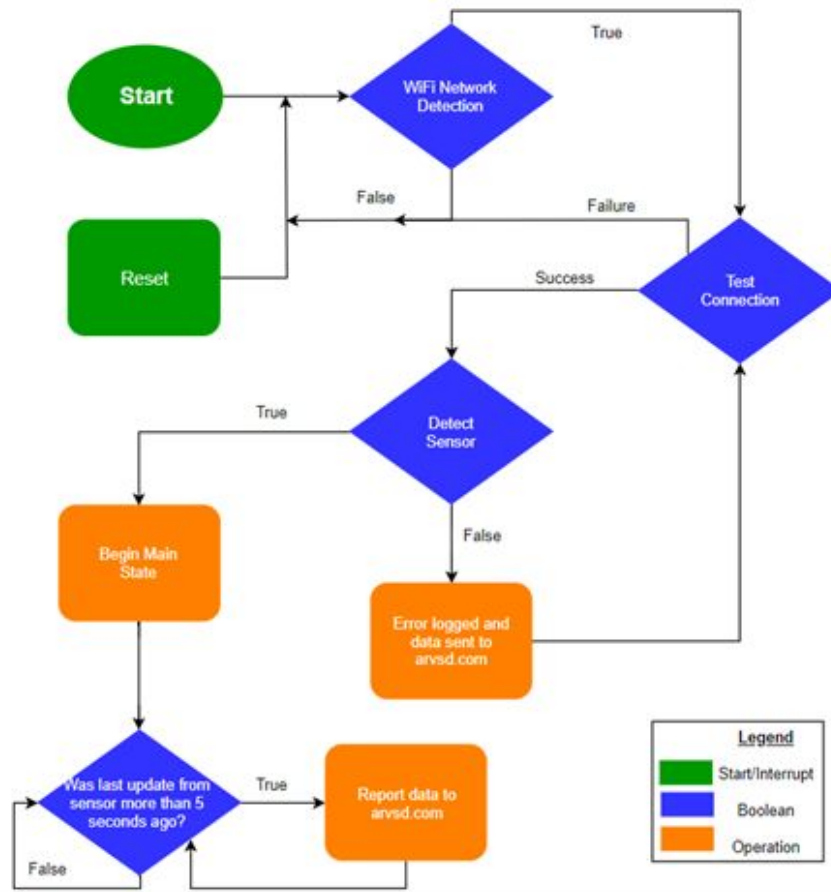 True
Start
WiFi Network
Detection
False
Failure
Reset
Test
Connection
Success
True
Detect
Sensor
False
Begin Main
State
Error logged and
data sent to
arvsd.com
Was last update from
sensor more than 5
seconds ago?
True
Report data to
arvsd.com
False
Legend
Start/Interrupt
Boolean
Operation